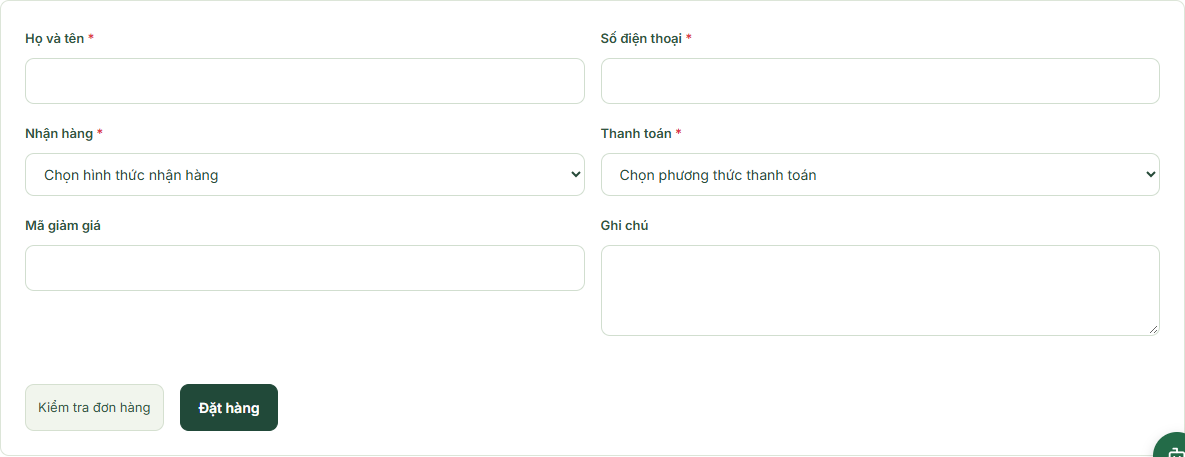 Họ và tên *
Số điện thoại *
Nhận hàng *
Thanh toán *
Chọn hình thức nhận hàng
Chọn phương thức thanh toán
Mã giảm giá
Ghi chú
Kiểm tra đơn hàng
Đặt hàng